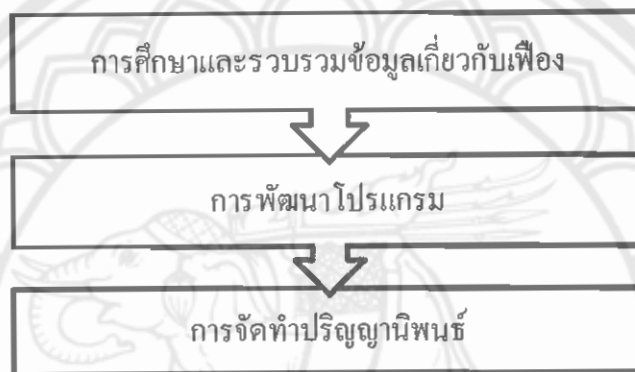 การศึกษาและรวบรวมข้อมูลเกี่ยวกับเฟือง
การพัฒนาโปรแกรม
การจัดทำปริญญานิพนธ์